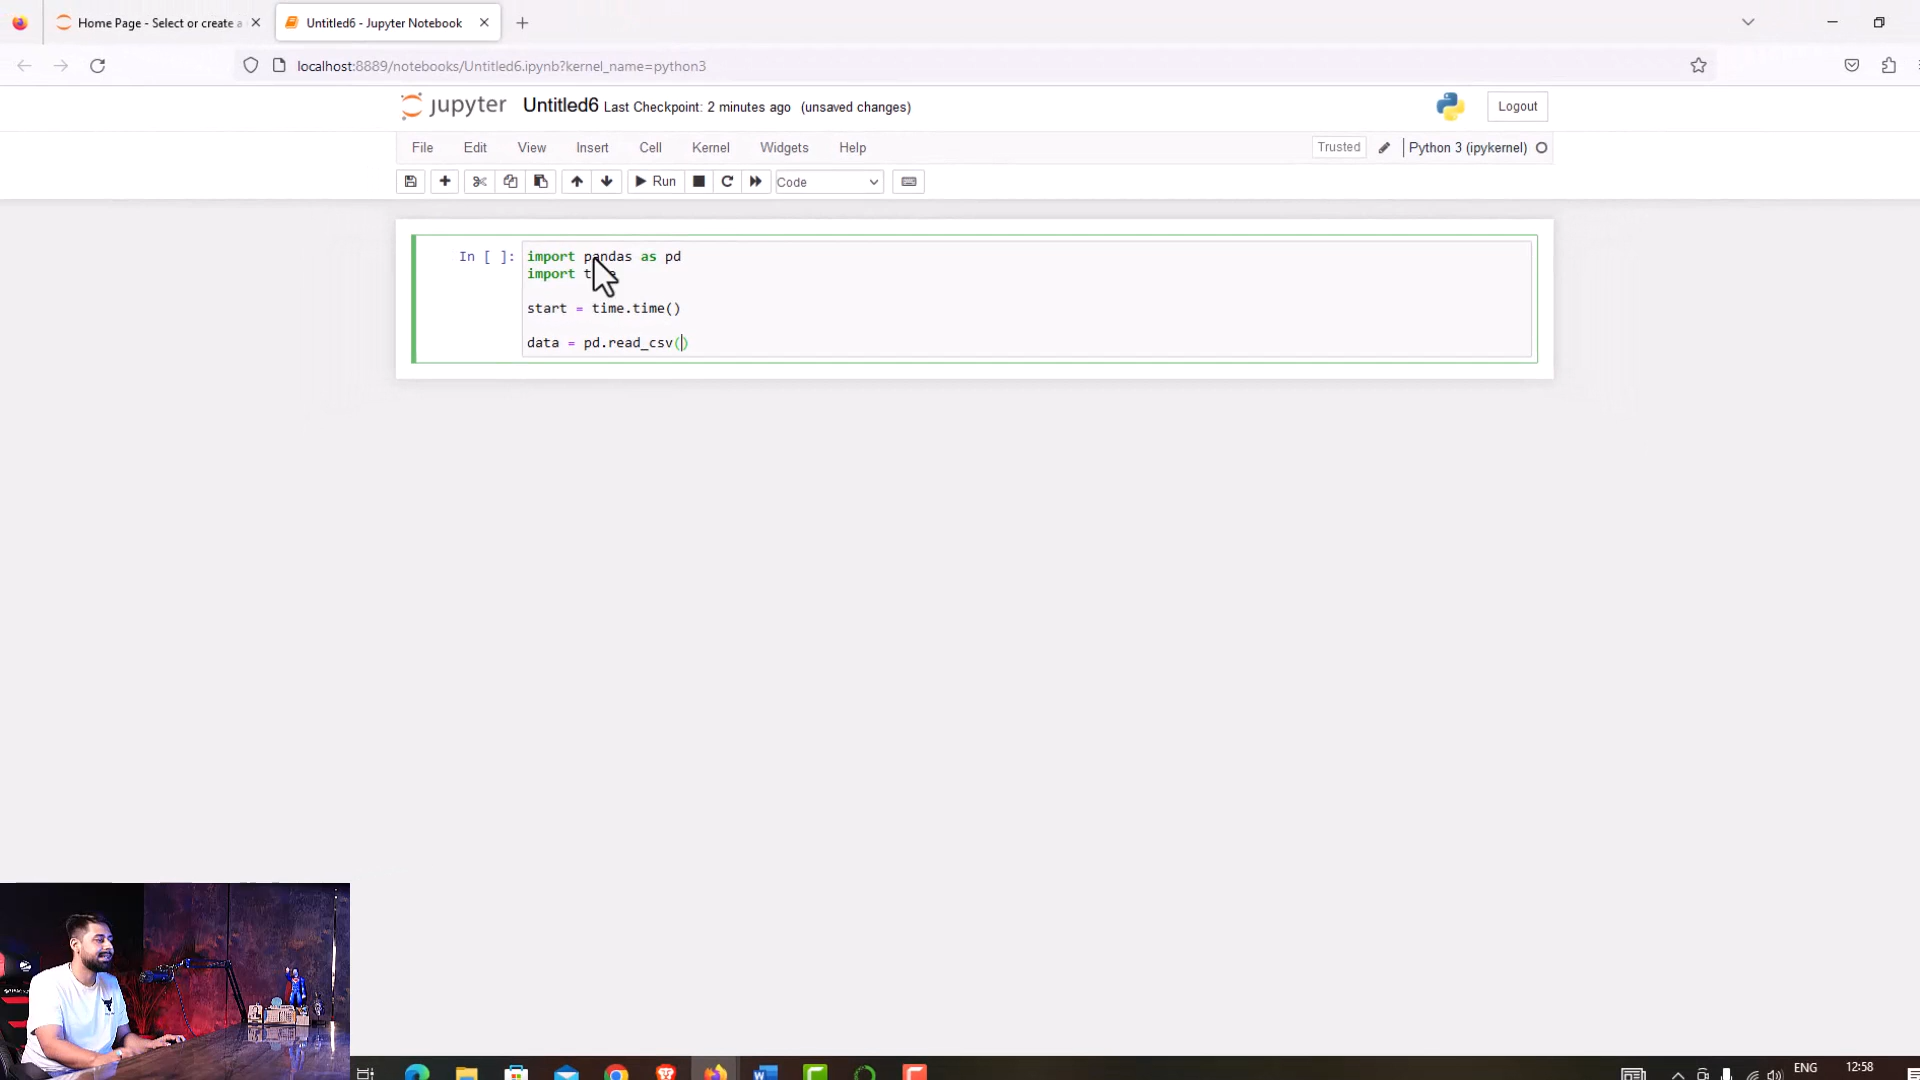 Home Page - Select or create a
Untitled6 - Jupyter Notebook
localhost:8889/notebooks/Untitled6.ipynb?kernel_name=python3
jupyter Untitled6 Last Checkpoint: 2 minutes ago (unsaved changes)
Logout
File Edit View Insert Cell Kernel Widgets Help
Trusted
Python 3 (ipykernel)
Run
Code
In [ ]:
import pandas as pd
import
start = time.time()
data = pd.read_csv()
ENG
12:58